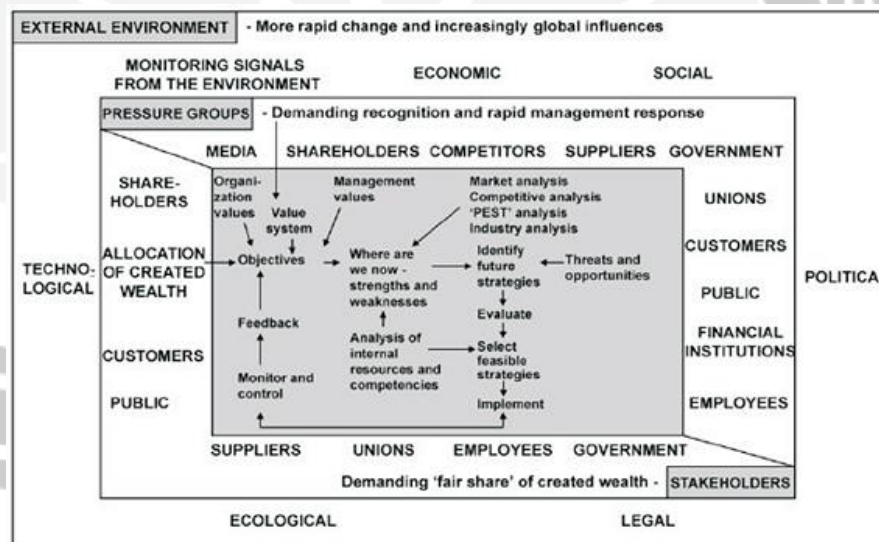 EXTERNAL ENVIRONMENT - More rapid change and increasingly global influences
MONITORING SIGNALS
FROM THE ENVIRONMENT
ECONOMIC
SOCIAL
PRESSURE GROUPS - Demanding recognition and rapid management response
MEDIA SHAREHOLDERS COMPETITORS SUPPLIERS GOVERNMENT
SHARE-
HOLDERS
ALLOCATION
OF CREATED
WEALTH
TECHNO-
LOGICAL
CUSTOMERS
PUBLIC
Organi-
zation
values
Value
system
Management
values
Market analysis
Competitive analysis
'PEST' analysis
Industry analysis
Objectives
Where are
we now -
strengths and
weaknesses
Identify
future
strategies
Threats and
opportunities
Evaluate
Feedback
Analysis of
internal
resources and
competencies
Select
feasible
strategies
Monitor and
control
Implement
UNIONS
CUSTOMERS
PUBLIC
FINANCIAL
INSTITUTIONS
EMPLOYEES
POLITICA
SUPPLIERS UNIONS EMPLOYEES GOVERNMENT
Demanding 'fair share' of created wealth - STAKEHOLDERS
ECOLOGICAL
LEGAL